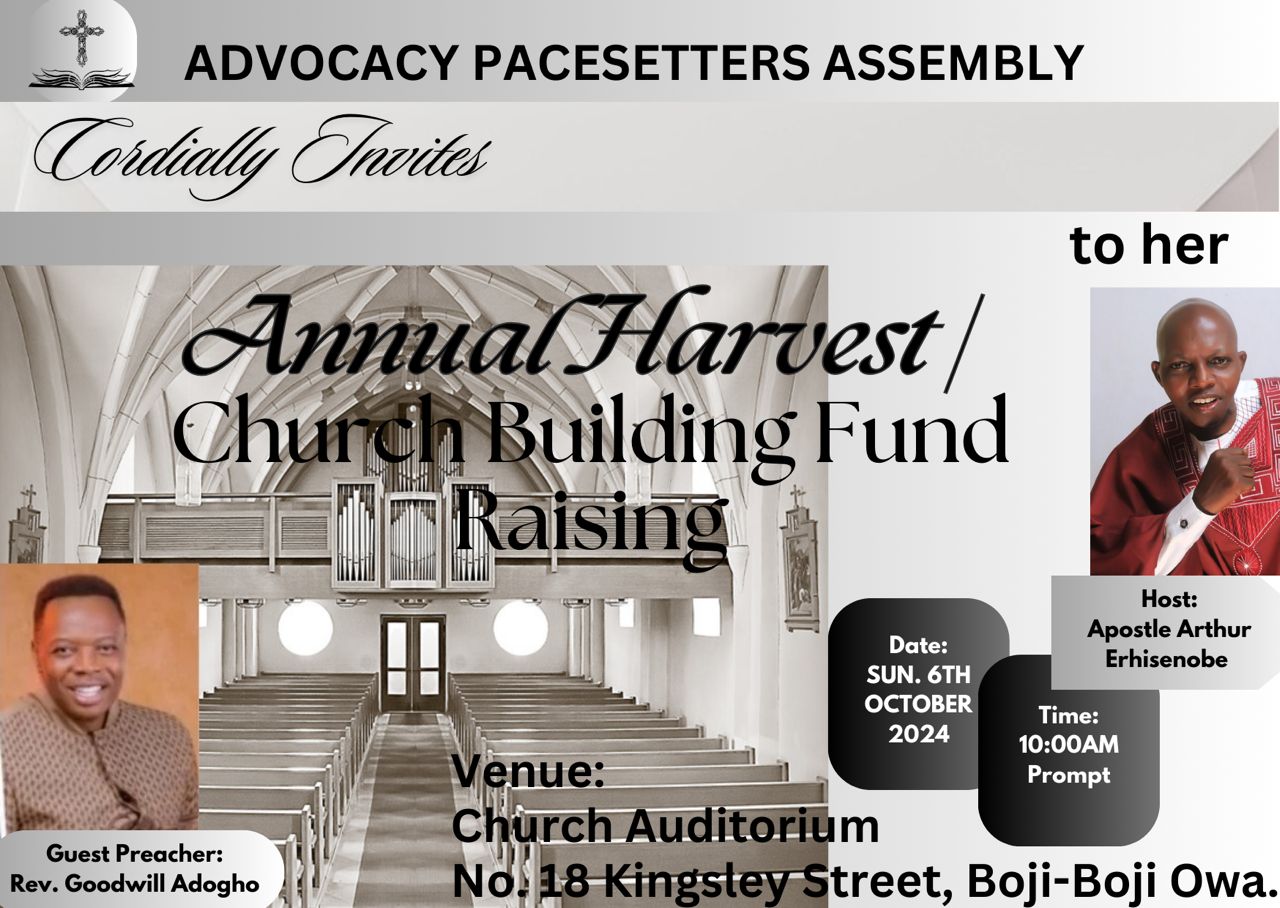 ADVOCACY PACESETTERS ASSEMBLY
Cordially Invites
to her
Annual Harvest /
Church Building Fund
Raising
Host:
Apostle Arthur
Erhisenobe
Date:
SUN. 6TH
OCTOBER
2024
Time:
10:00AM
Prompt
Venue:
Church Auditorium
No. 18 Kingsley Street, Boji-Boji Owa.
Guest Preacher:
Rev. Goodwill Adogho